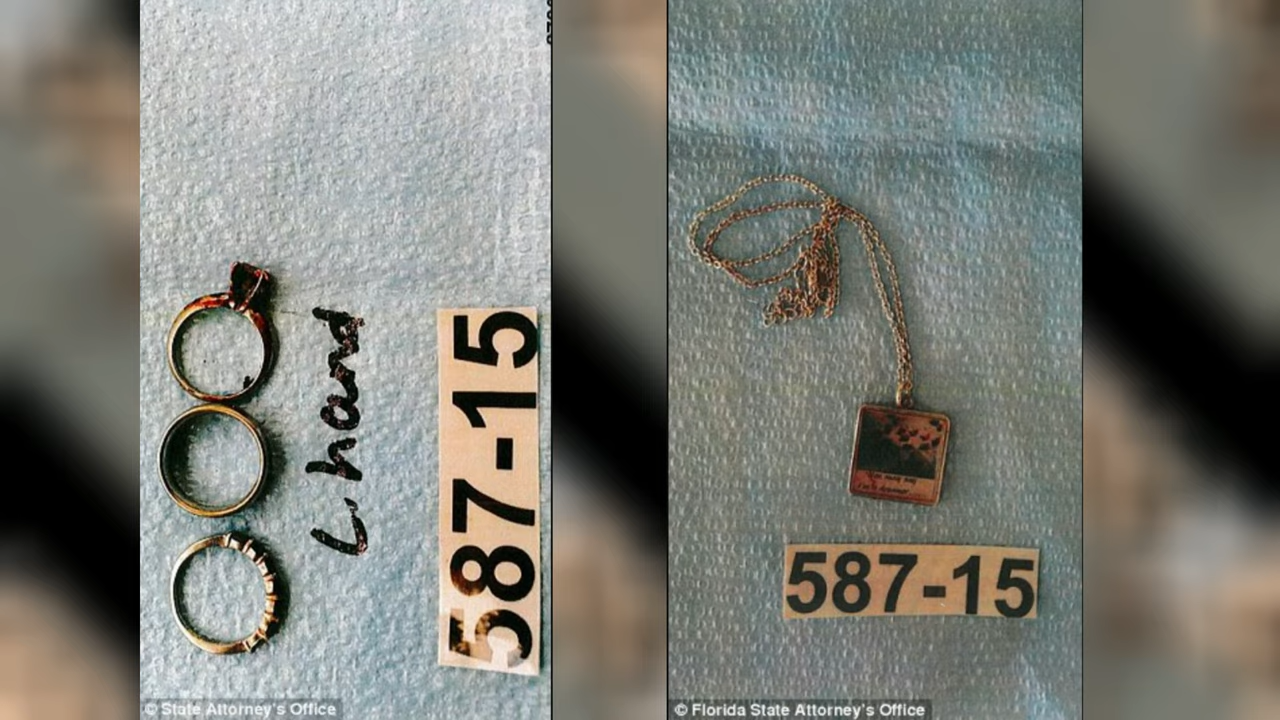 L. hand
587-15
© State Attorney's Office
587-15
© Florida State Attorney's Office